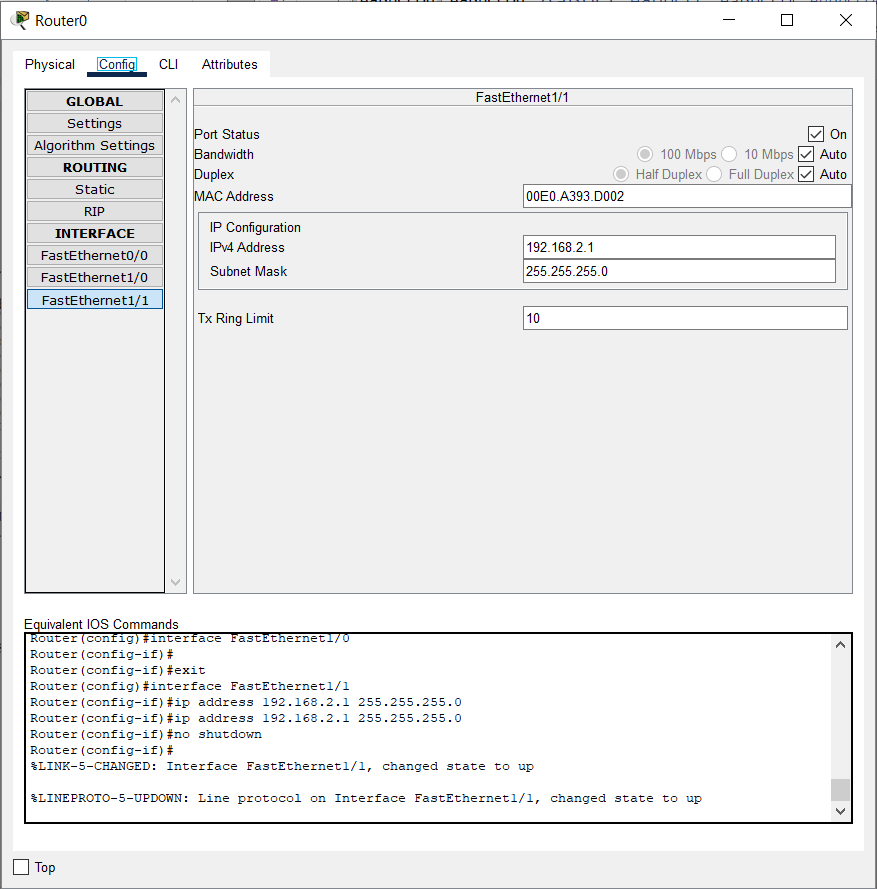 Router0
Physical Config CLI Attributes
GLOBAL
Settings
Algorithm Settings
ROUTING
Static
RIP
INTERFACE
FastEthernet0/0
FastEthernet1/0
FastEthernet1/1
FastEthernet1/1
Port Status On
Bandwidth 100 Mbps 10 Mbps Auto
Duplex Half Duplex Full Duplex Auto
MAC Address 00E0.A393.D002
IP Configuration
IPv4 Address 192.168.2.1
Subnet Mask 255.255.255.0
Tx Ring Limit 10
Equivalent IOS Commands
Router(config)#interface FastEthernet1/0
Router(config-if)#
Router(config-if)#exit
Router(config)#interface FastEthernet1/1
Router(config-if)#ip address 192.168.2.1 255.255.255.0
Router(config-if)#ip address 192.168.2.1 255.255.255.0
Router(config-if)#no shutdown
Router(config-if)#
%LINK-5-CHANGED: Interface FastEthernet1/1, changed state to up
%LINEPROTO-5-UPDOWN: Line protocol on Interface FastEthernet1/1, changed state to up
Top